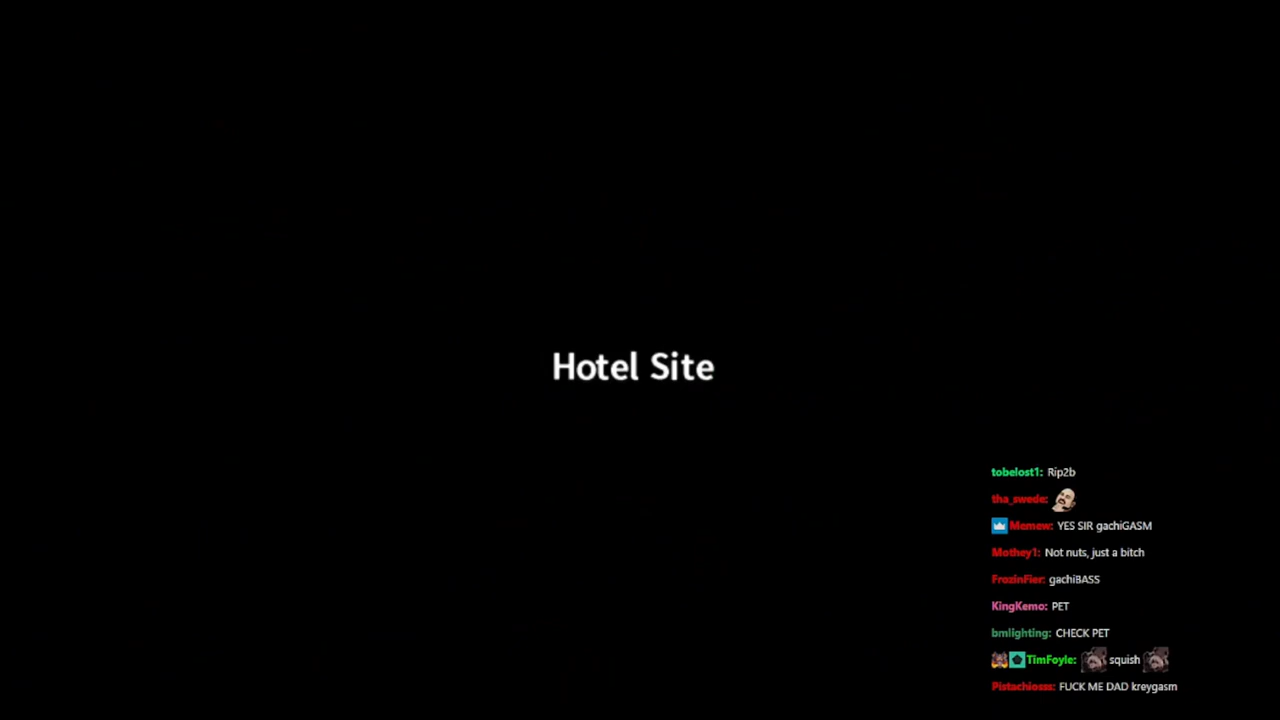 Hotel Site
tobelost1: Rip2b
tha_swede:
Memew: YES SIR gachiGASM
Mothey1: Not nuts, just a bitch
FrozinFier: gachiBASS
KingKemo: PET
bmlighting: CHECK PET
TimFoyle: squish
Pistachiosss: FUCK ME DAD kreygasm